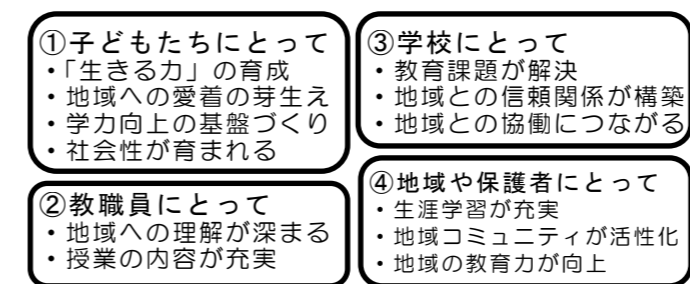 ①子どもたちにとって
・「生きる力」の育成
・地域への愛着の芽生え
・学力向上の基盤づくり
・社会性が育まれる
②教職員にとって
・地域への理解が深まる
・授業の内容が充実
③学校にとって
・教育課題が解決
・地域との信頼関係が構築
・地域との協働につながる
④地域や保護者にとって
・生涯学習が充実
・地域コミュニティが活性化
・地域の教育力が向上